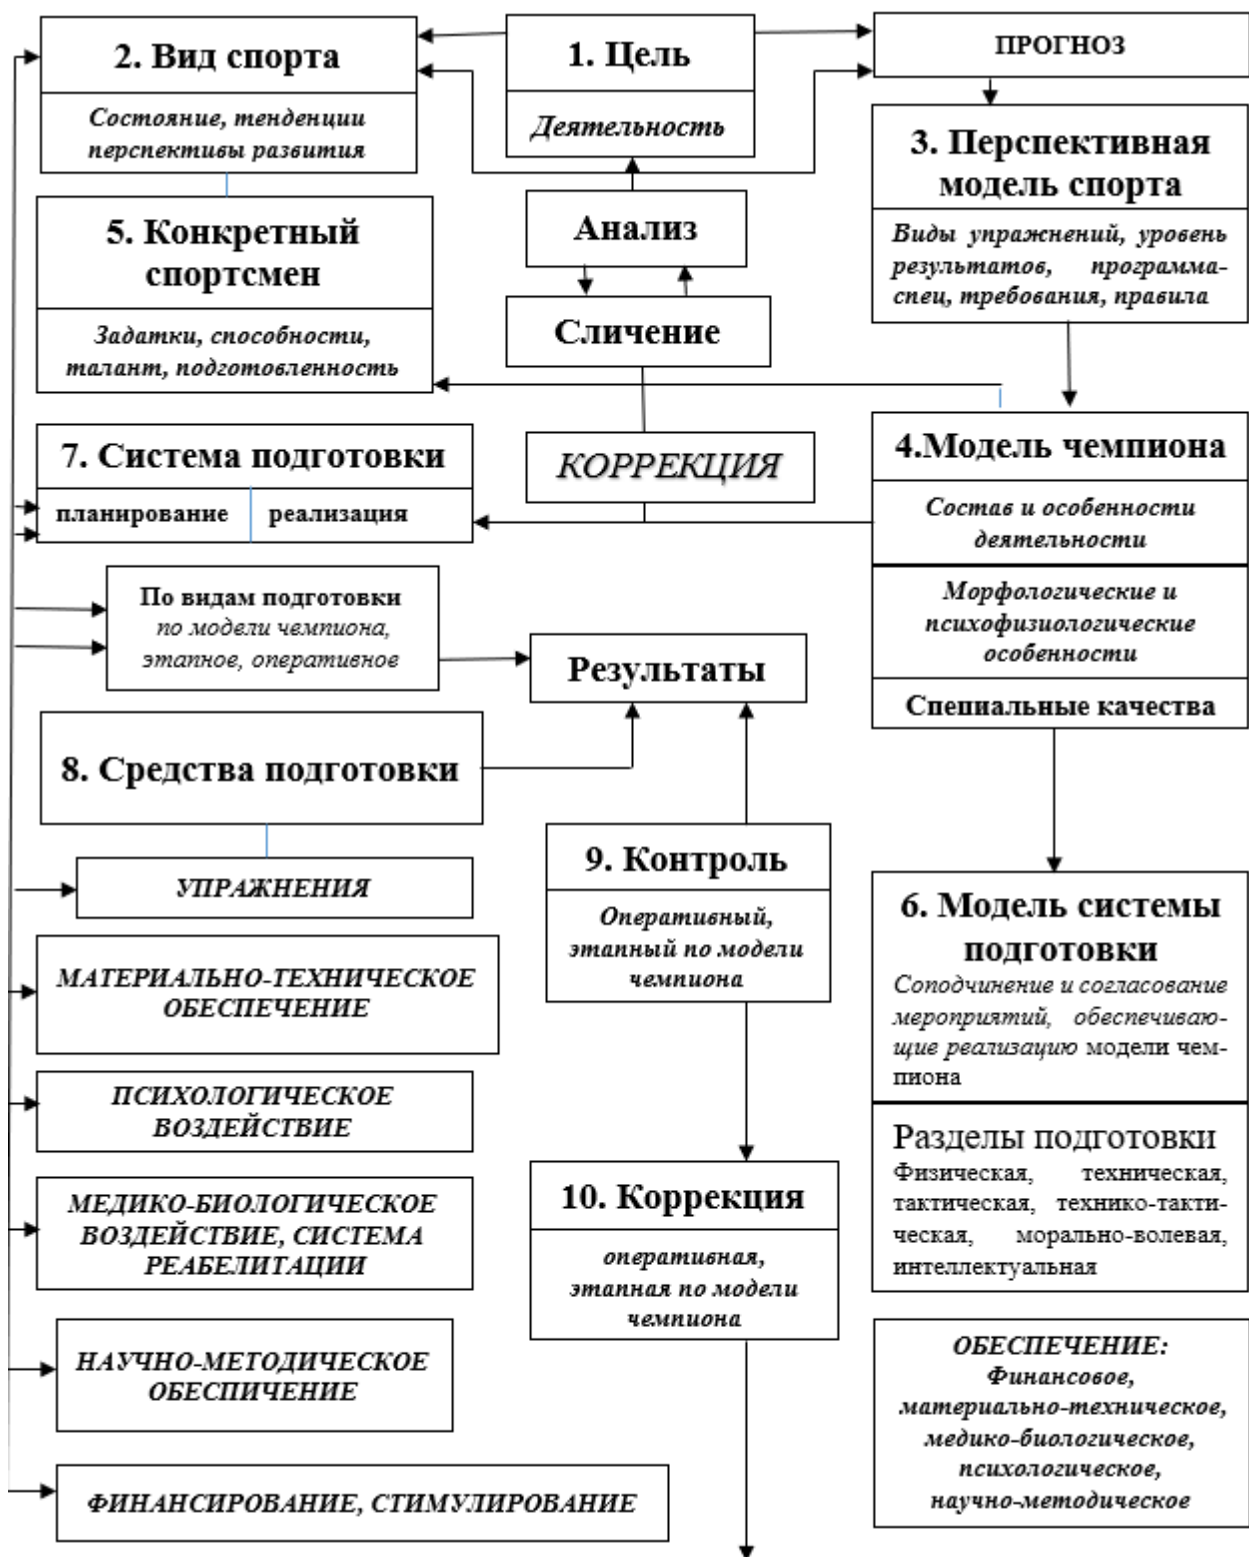 2. Вид спорта
Состояние, тенденции
перспективы развития
1. Цель
Деятельность
ПРОГНОЗ
3. Перспективная
модель спорта
Виды упражнений, уровень
результатов, программа-
спец, требования, правила
Анализ
Сличение
5. Конкретный
спортсмен
Задатки, способности,
талант, подготовленность
КОРРЕКЦИЯ
4.Модель чемпиона
Состав и особенности
деятельности
Морфологические и
психофизиологические
особенности
Специальные качества
7. Система подготовки
планирование
реализация
По видам подготовки
по модели чемпиона,
этапное, оперативное
Результаты
8. Средства подготовки
УПРАЖНЕНИЯ
МАТЕРИАЛЬНО-ТЕХНИЧЕСКОЕ
ОБЕСПЕЧЕНИЕ
ПСИХОЛОГИЧЕСКОЕ
ВОЗДЕЙСТВИЕ
МЕДИКО-БИОЛОГИЧЕСКОЕ
ВОЗДЕЙСТВИЕ, СИСТЕМА
РЕАБЕЛИТАЦИИ
НАУЧНО-МЕТОДИЧЕСКОЕ
ОБЕСПИЧЕНИЕ
ФИНАНСИРОВАНИЕ, СТИМУЛИРОВАНИЕ
9. Контроль
Оперативный,
этапный по модели
чемпиона
10. Коррекция
оперативная,
этапная по модели
чемпиона
6. Модель системы
подготовки
Соподчинение и согласование
мероприятий, обеспечиваю-
щие реализацию модели чем-
пиона
Разделы подготовки
Физическая, техническая,
тактическая, технико-такти-
ческая, морально-волевая,
интеллектуальная
ОБЕСПЕЧЕНИЕ:
Финансовое,
материально-техническое,
медико-биологическое,
психологическое,
научно-методическое